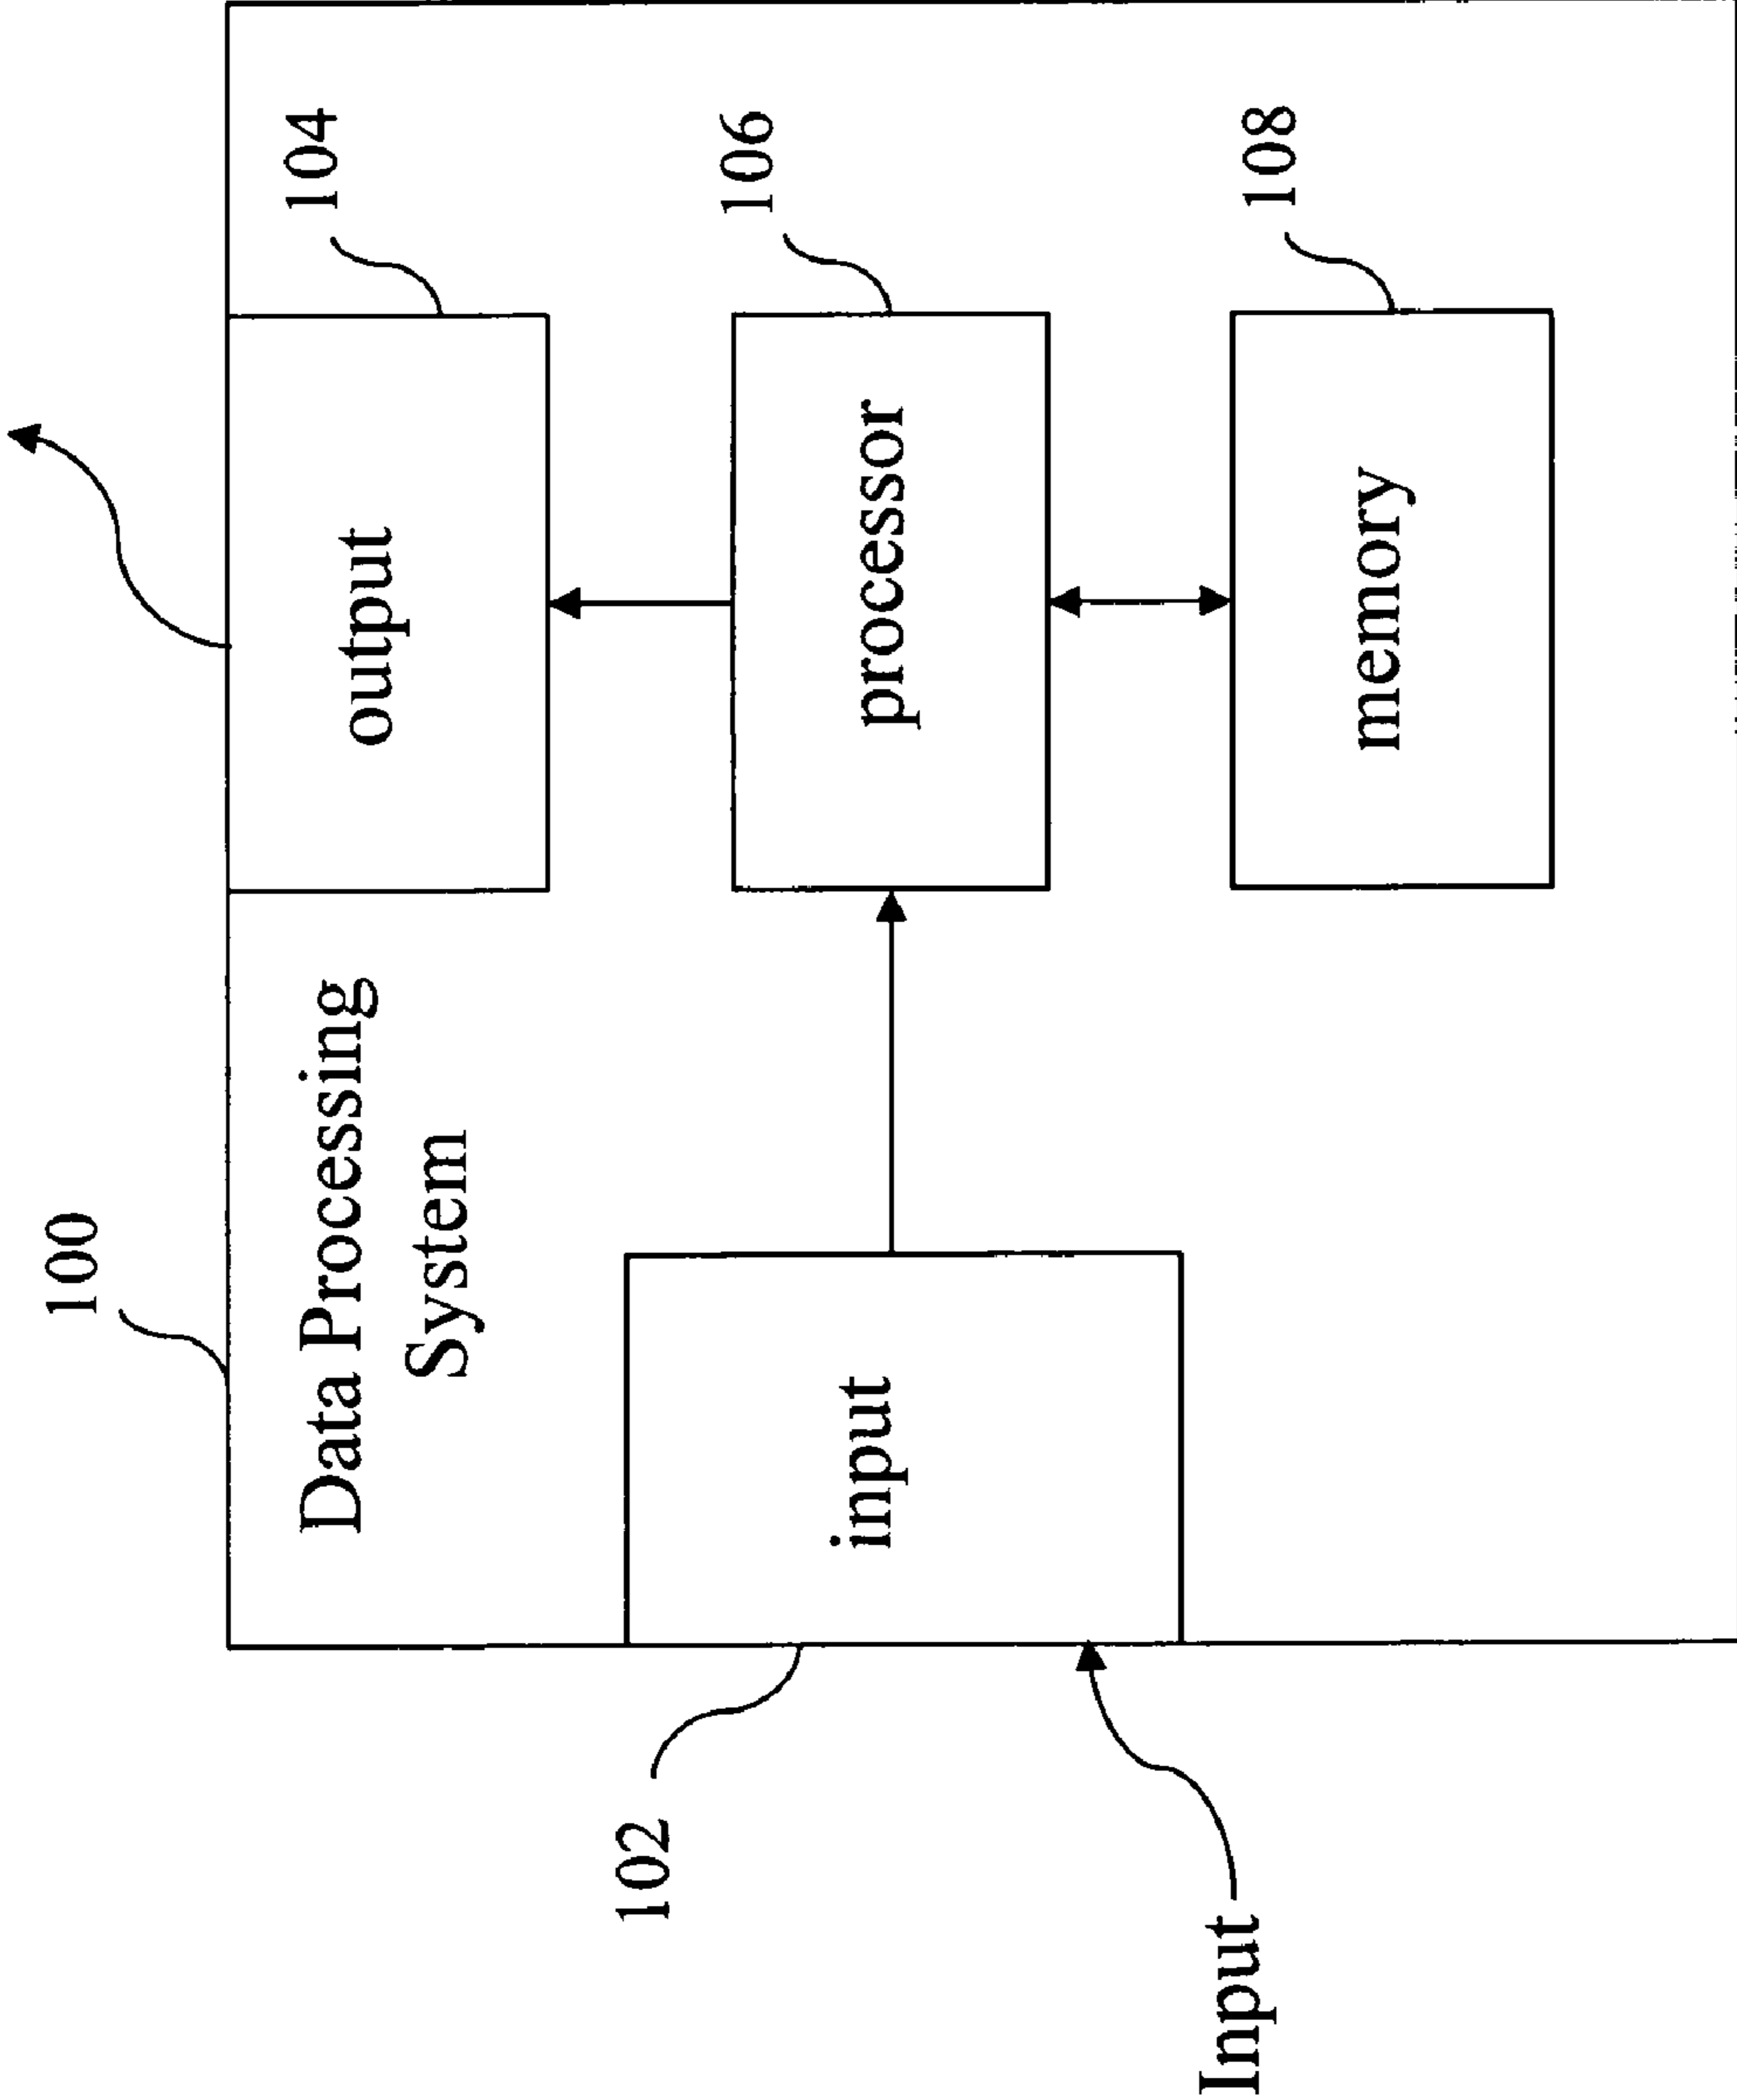 100
Data Processing
System
output
104
102
input
processor
106
Input
memory
108